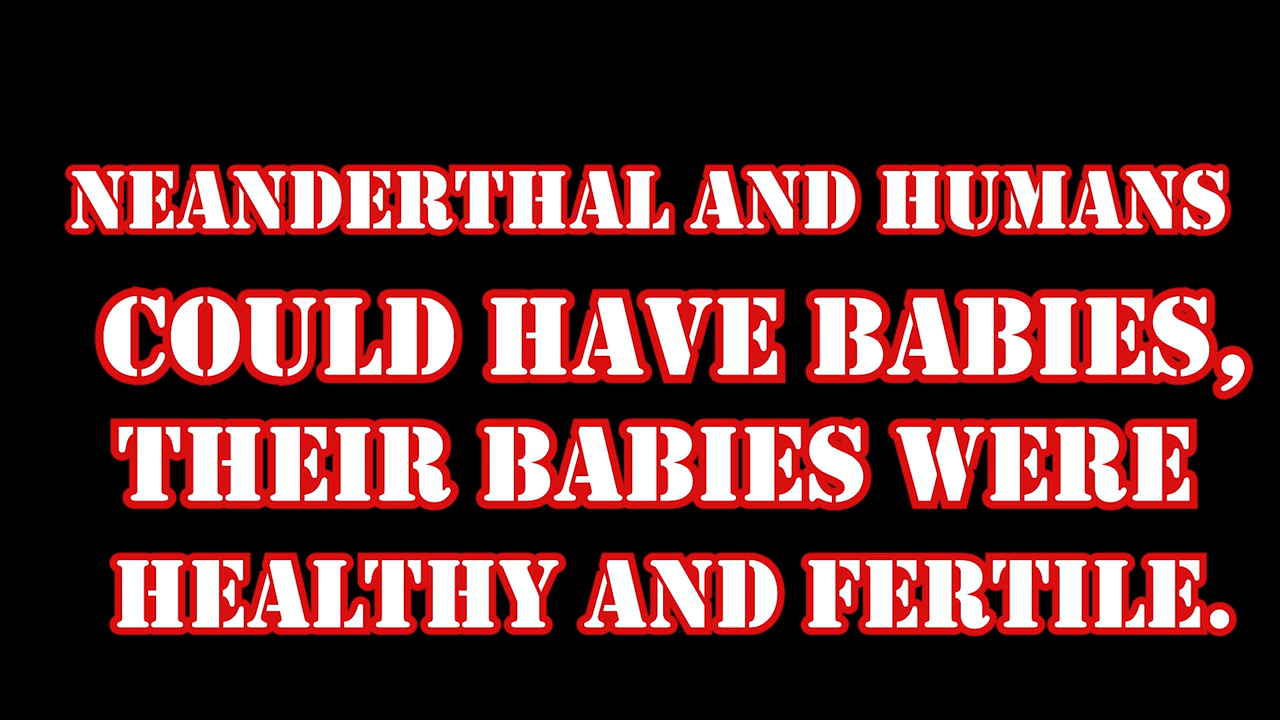 NEANDERTHAL AND HUMANS
COULD HAVE BABIES,
THEIR BABIES WERE
HEALTHY AND FERTILE.